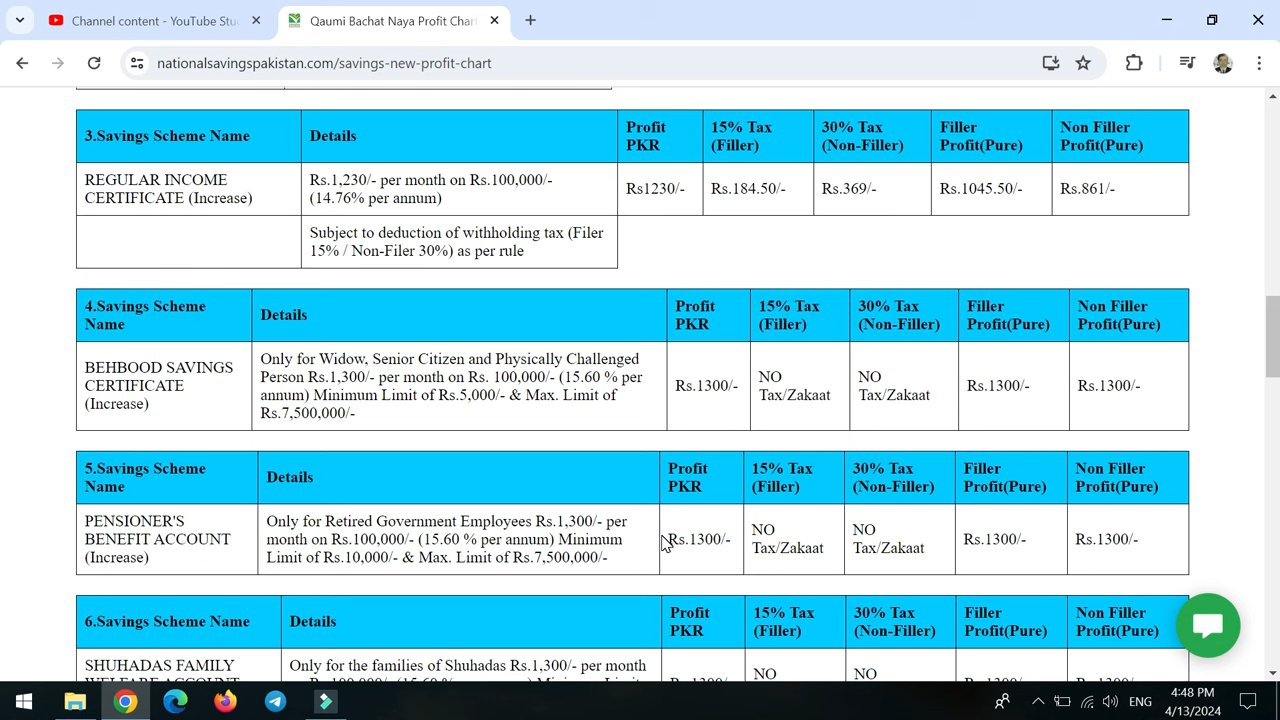 Channel content - YouTube Stu
Qaumi Bachat Naya Profit Chart
nationalsavingspakistan.com/savings-new-profit-chart
3.Savings Scheme Name
Details
Profit
PKR
15% Tax
(Filler)
30% Tax
(Non-Filler)
Filler
Profit(Pure)
Non Filler
Profit(Pure)
REGULAR INCOME
CERTIFICATE (Increase)
Rs.1,230/- per month on Rs.100,000/-
(14.76% per annum)
Rs1230/-
Rs.184.50/-
Rs.369/-
Rs.1045.50/-
Rs.861/-
Subject to deduction of withholding tax (Filer
15% / Non-Filer 30%) as per rule
4.Savings Scheme
Name
Details
Profit
PKR
15% Tax
(Filler)
30% Tax
(Non-Filler)
Filler
Profit(Pure)
Non Filler
Profit(Pure)
BEHBOOD SAVINGS
CERTIFICATE
(Increase)
Only for Widow, Senior Citizen and Physically Challenged
Person Rs.1,300/- per month on Rs. 100,000/- (15.60 % per
annum) Minimum Limit of Rs.5,000/- & Max. Limit of
Rs.7,500,000/-
Rs.1300/-
NO
Tax/Zakaat
NO
Tax/Zakaat
Rs.1300/-
Rs.1300/-
5.Savings Scheme
Name
Details
Profit
PKR
15% Tax
(Filler)
30% Tax
(Non-Filler)
Filler
Profit(Pure)
Non Filler
Profit(Pure)
PENSIONER'S
BENEFIT ACCOUNT
(Increase)
Only for Retired Government Employees Rs.1,300/- per
month on Rs.100,000/- (15.60 % per annum) Minimum
Limit of Rs.10,000/- & Max. Limit of Rs.7,500,000/-
Rs.1300/-
NO
Tax/Zakaat
NO
Tax/Zakaat
Rs.1300/-
Rs.1300/-
6.Savings Scheme Name
Details
Profit
PKR
15% Tax
(Filler)
30% Tax
(Non-Filler)
Filler
Profit(Pure)
Non Filler
Profit(Pure)
SHUHADAS FAMILY
WELFARE ACCOUNT
Only for the families of Shuhadas Rs.1,300/- per month
NO
NO
4:48 PM
ENG
4/13/2024